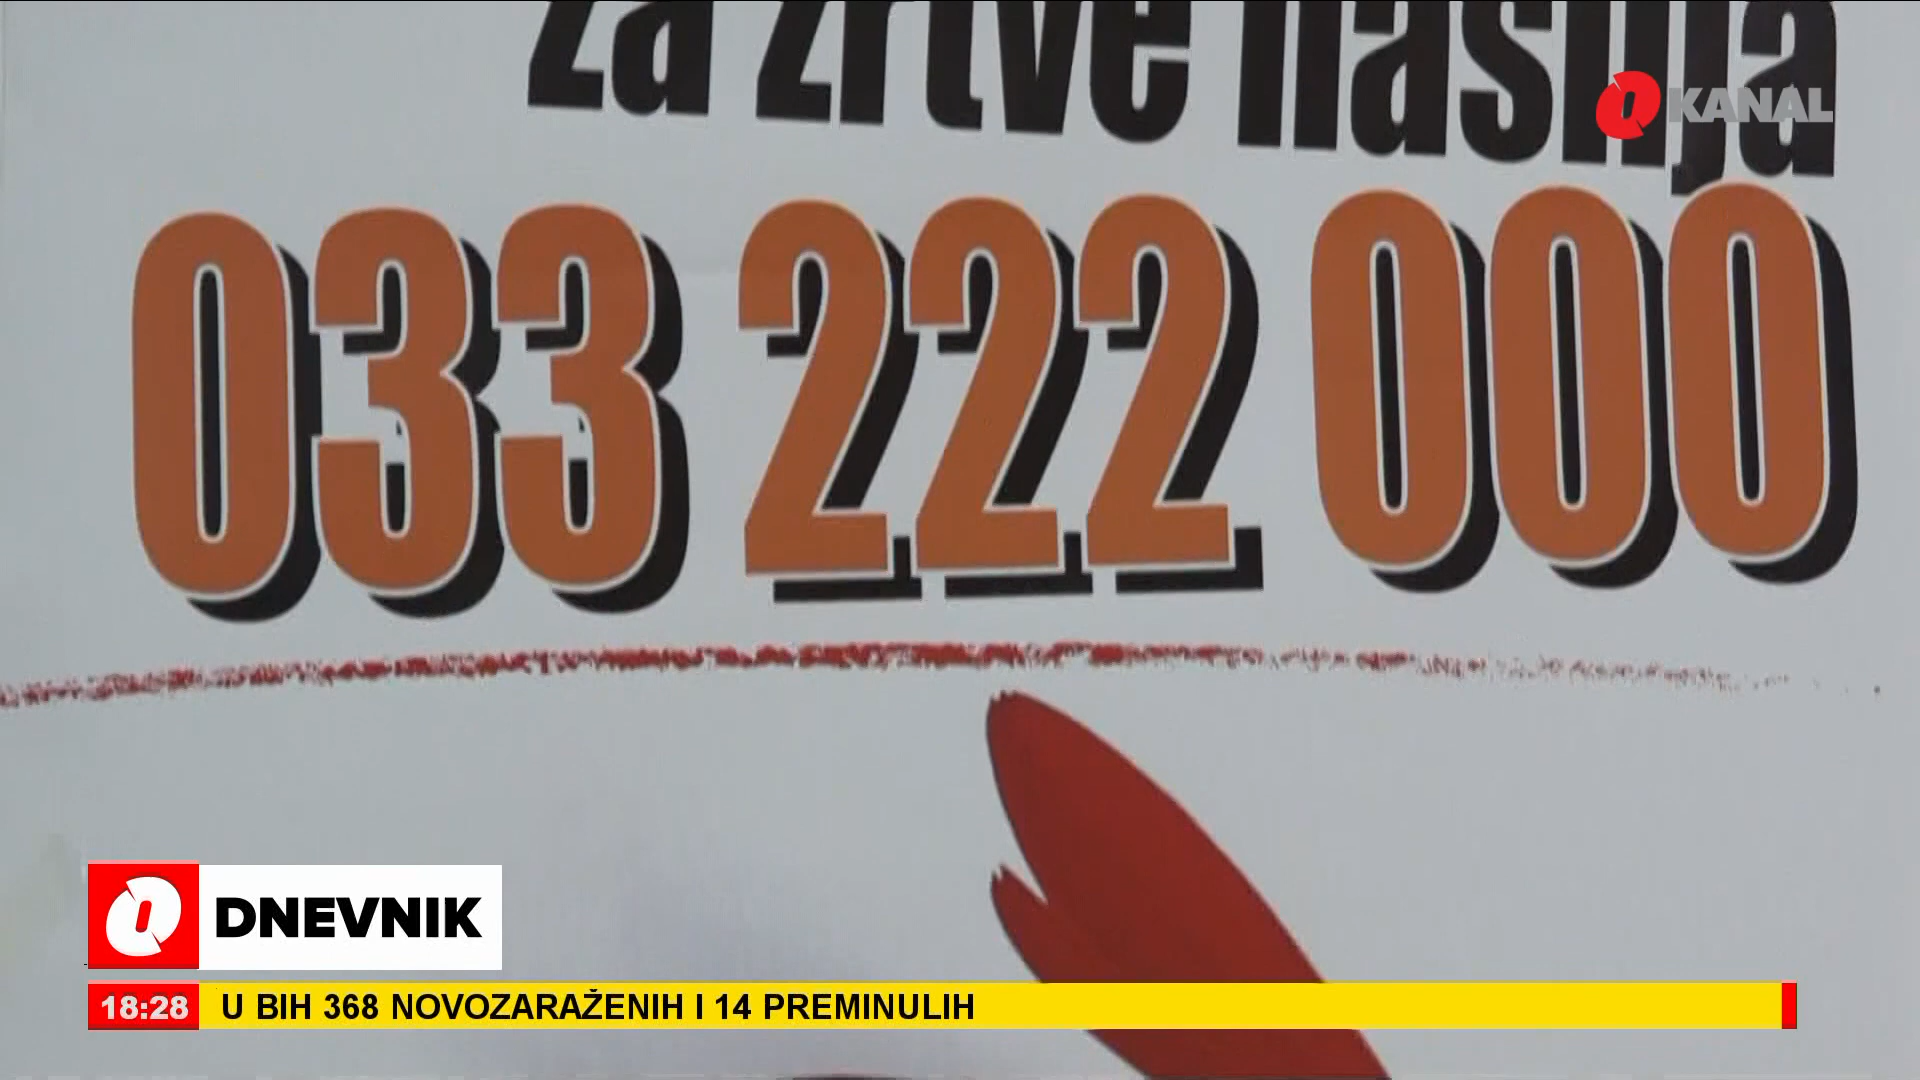 za žrtve nasilja
KANAL
033 222 000
DNEVNIK
18:28 U BIH 368 NOVOZARAŽENIH I 14 PREMINULIH